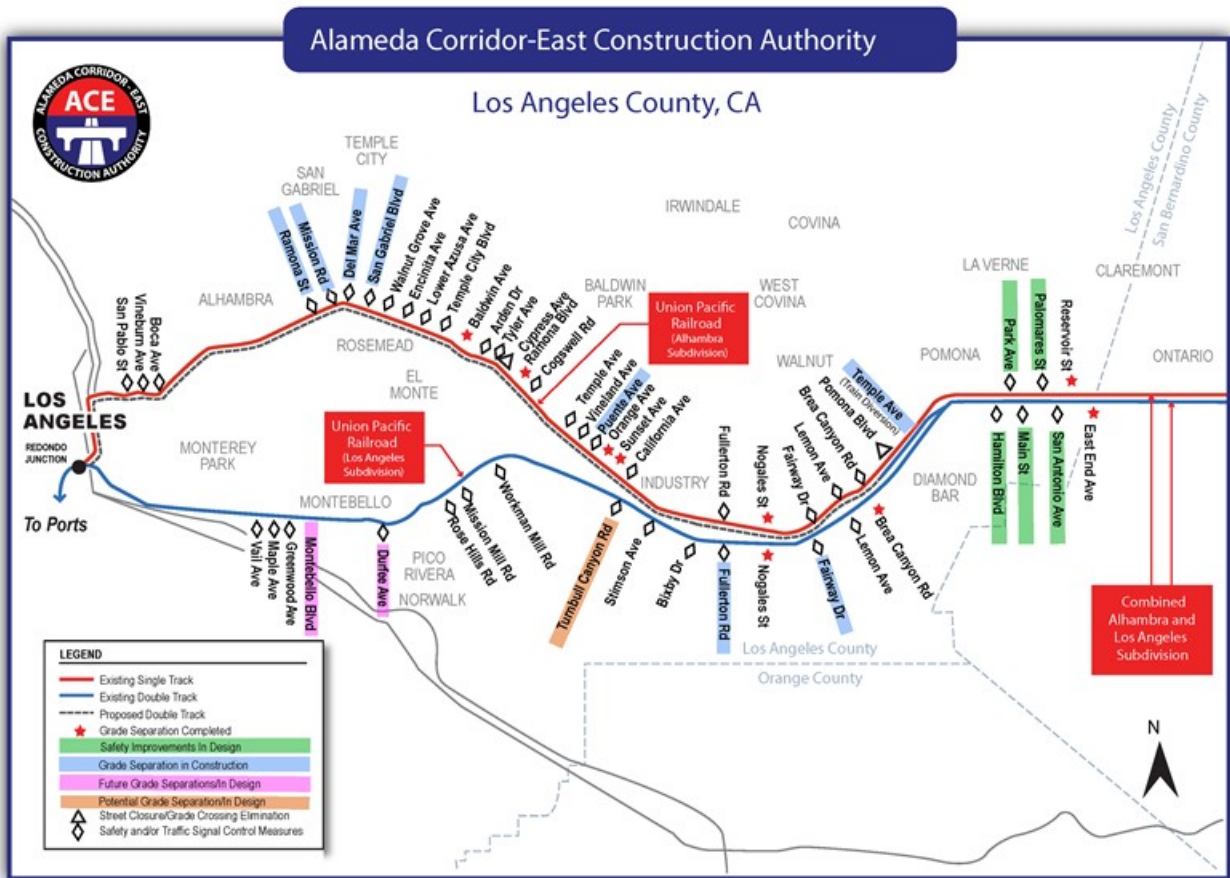 Alameda Corridor-East Construction Authority
Los Angeles County, CA
ALAMEDA CORRIDOR - EAST
ACE
CONSTRUCTION AUTHORITY
TEMPLE
CITY
SAN
GABRIEL
IRWINDALE
COVINA
Los Angeles County
San Bernardino County
LA VERNE
CLAREMONT
ALHAMBRA
ROSEMEAD
EL
MONTE
BALDWIN
PARK
WEST
COVINA
WALNUT
POMONA
ONTARIO
San Pablo St
Vineburn Ave
Boca Ave
Ramona St
Mission Rd
Del Mar Ave
San Gabriel Blvd
Walnut Grove Ave
Encinita Ave
Lower Azusa Ave
Temple City Blvd
Baldwin Ave
Arden Dr
Tyler Ave
Cypress Ave
Ramona Blvd
Cogswell Rd
Union Pacific
Railroad
(Alhambra
Subdivision)
Temple Ave
Vineland Ave
Puente Ave
Orange Ave
Sunset Ave
California Ave
Fullerton Rd
Nogales St
Fairway Dr
Lemon Ave
Brea Canyon Rd
Pomona Blvd
Temple Ave
(Train Diversion)
Park Ave
Palomares St
Reservoir St
LOS
ANGELES
REDONDO
JUNCTION
To Ports
MONTEREY
PARK
Union Pacific
Railroad
(Los Angeles
Subdivision)
MONTEBELLO
INDUSTRY
DIAMOND
BAR
PICO
RIVERA
NORWALK
Vail Ave
Maple Ave
Greenwood Ave
Montebello Blvd
Durfee Ave
Rose Hills Rd
Mission Mill Rd
Workman Mill Rd
Turnbull Canyon Rd
Stimson Ave
Bixby Dr
Fullerton Rd
Nogales St
Fairway Dr
Lemon Ave
Brea Canyon Rd
Hamilton Blvd
Main St
San Antonio Ave
East End Ave
Combined
Alhambra and
Los Angeles
Subdivision
Los Angeles County
Orange County
LEGEND
Existing Single Track
Existing Double Track
Proposed Double Track
Grade Separation Completed
Safety Improvements In Design
Grade Separation in Construction
Future Grade Separations/In Design
Potential Grade Separation/In Design
Street Closure/Grade Crossing Elimination
Safety and/or Traffic Signal Control Measures
N